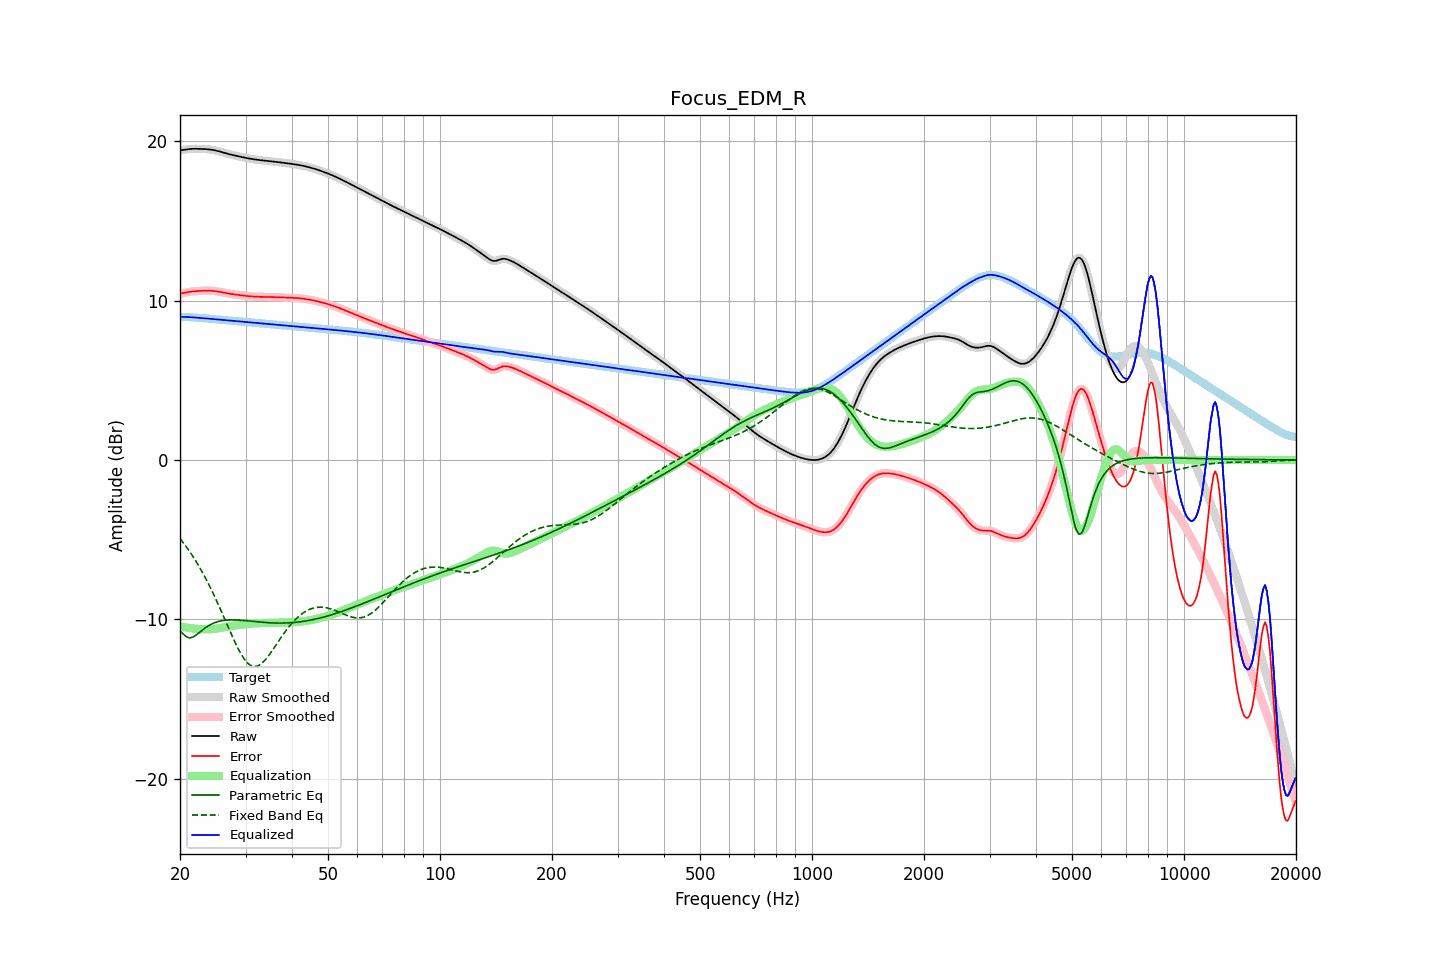 Focus_EDM_R
Amplitude (dBr)
20
10
0
−10
−20
Target
Raw Smoothed
Error Smoothed
Raw
Error
Equalization
Parametric Eq
Fixed Band Eq
Equalized
20 50 100 200 500 1000 2000 5000 10000 20000
Frequency (Hz)